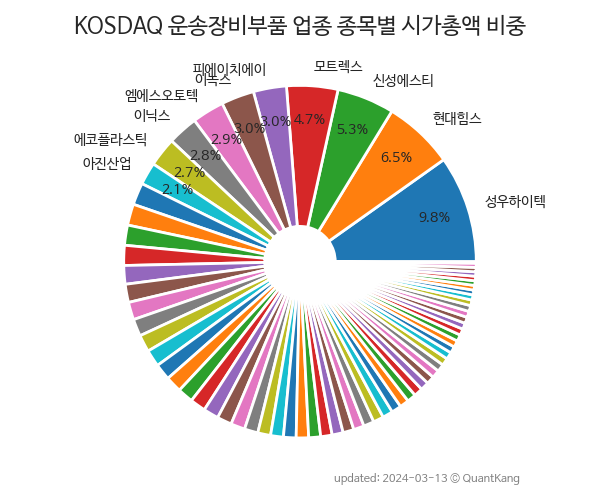 KOSDAQ 운송장비부품 업종 종목별 시가총액 비중
피에이치에이
이녹스
모트렉스
신성에스티
엠에스오토텍
현대힘스
이닉스
에코플라스틱
아진산업
성우하이텍
3.0%
3.0%
4.7%
5.3%
2.9%
2.8%
6.5%
2.7%
2.1%
9.8%
updated: 2024-03-13 © QuantKang